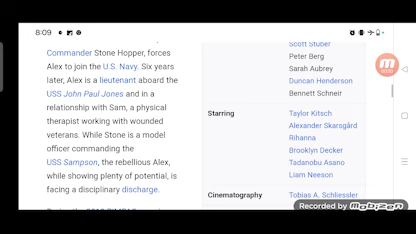 8:09
Commander Stone Hopper, forces
Alex to join the U.S. Navy. Six years
later, Alex is a lieutenant aboard the
USS John Paul Jones and in a
relationship with Sam, a physical
therapist working with wounded
veterans. While Stone is a model
officer commanding the
USS Sampson, the rebellious Alex,
while showing plenty of potential, is
facing a disciplinary discharge.
Scott Stuber
Peter Berg
Sarah Aubrey
Duncan Henderson
Bennett Schneir
Starring
Taylor Kitsch
Alexander Skarsgård
Rihanna
Brooklyn Decker
Tadanobu Asano
Liam Neeson
Cinematography
Tobias A. Schliessler
Recorded by Mobizen